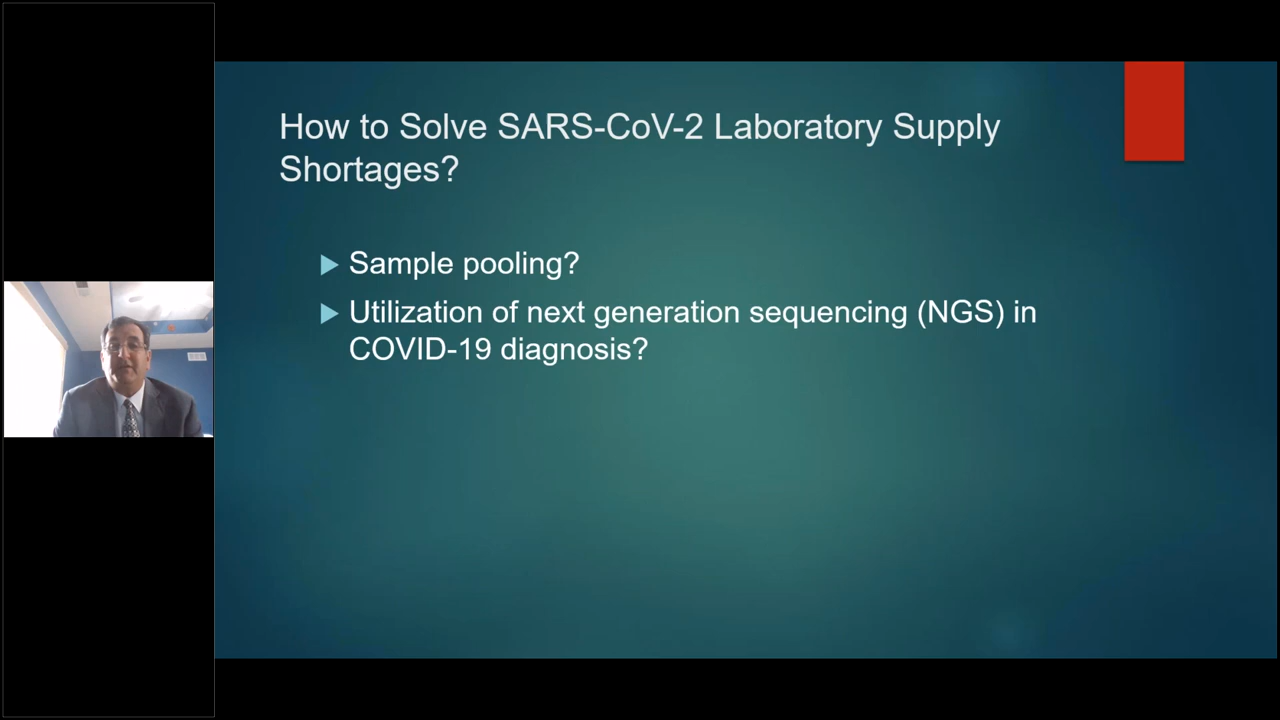 How to Solve SARS-CoV-2 Laboratory Supply
Shortages?
Sample pooling?
Utilization of next generation sequencing (NGS) in
COVID-19 diagnosis?